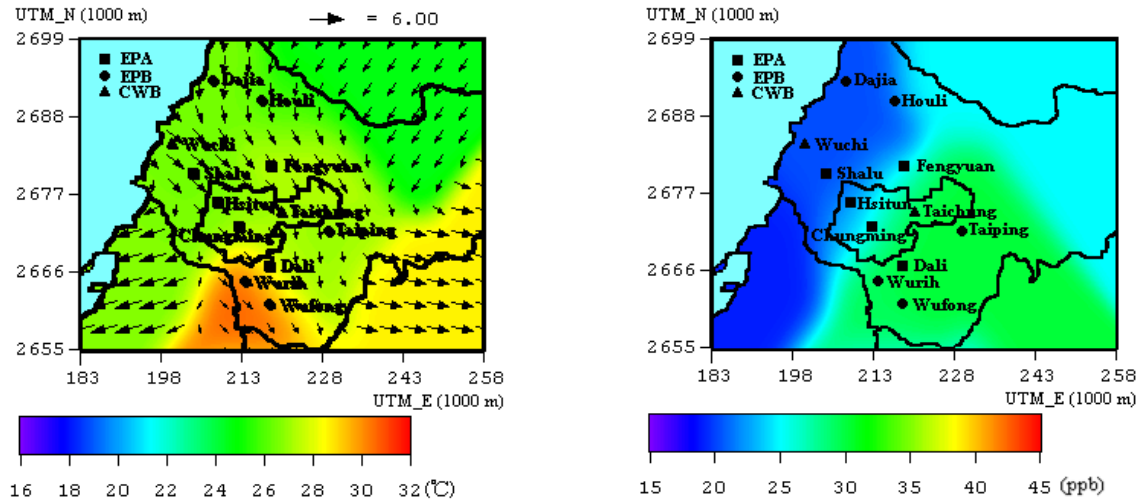 UTM_N (1000 m)
= 6.00
2699
EPA
EPB
CWB
Dajia
Houli
2688
Wuchi
Shalu
Fengyuan
2677
Hsitun
Taichung
Chungming
Taiping
2666
Dali
Wurih
Wufong
2655
183 198 213 228 243 258
UTM_E (1000 m)
16 18 20 22 24 26 28 30 32 (℃)
UTM_N (1000 m)
2699
EPA
EPB
CWB
Dajia
Houli
2688
Wuchi
Shalu
Fengyuan
2677
Hsitun
Taichung
Chungming
Taiping
2666
Dali
Wurih
Wufong
2655
183 198 213 228 243 258
UTM_E (1000 m)
15 20 25 30 35 40 45 (ppb)